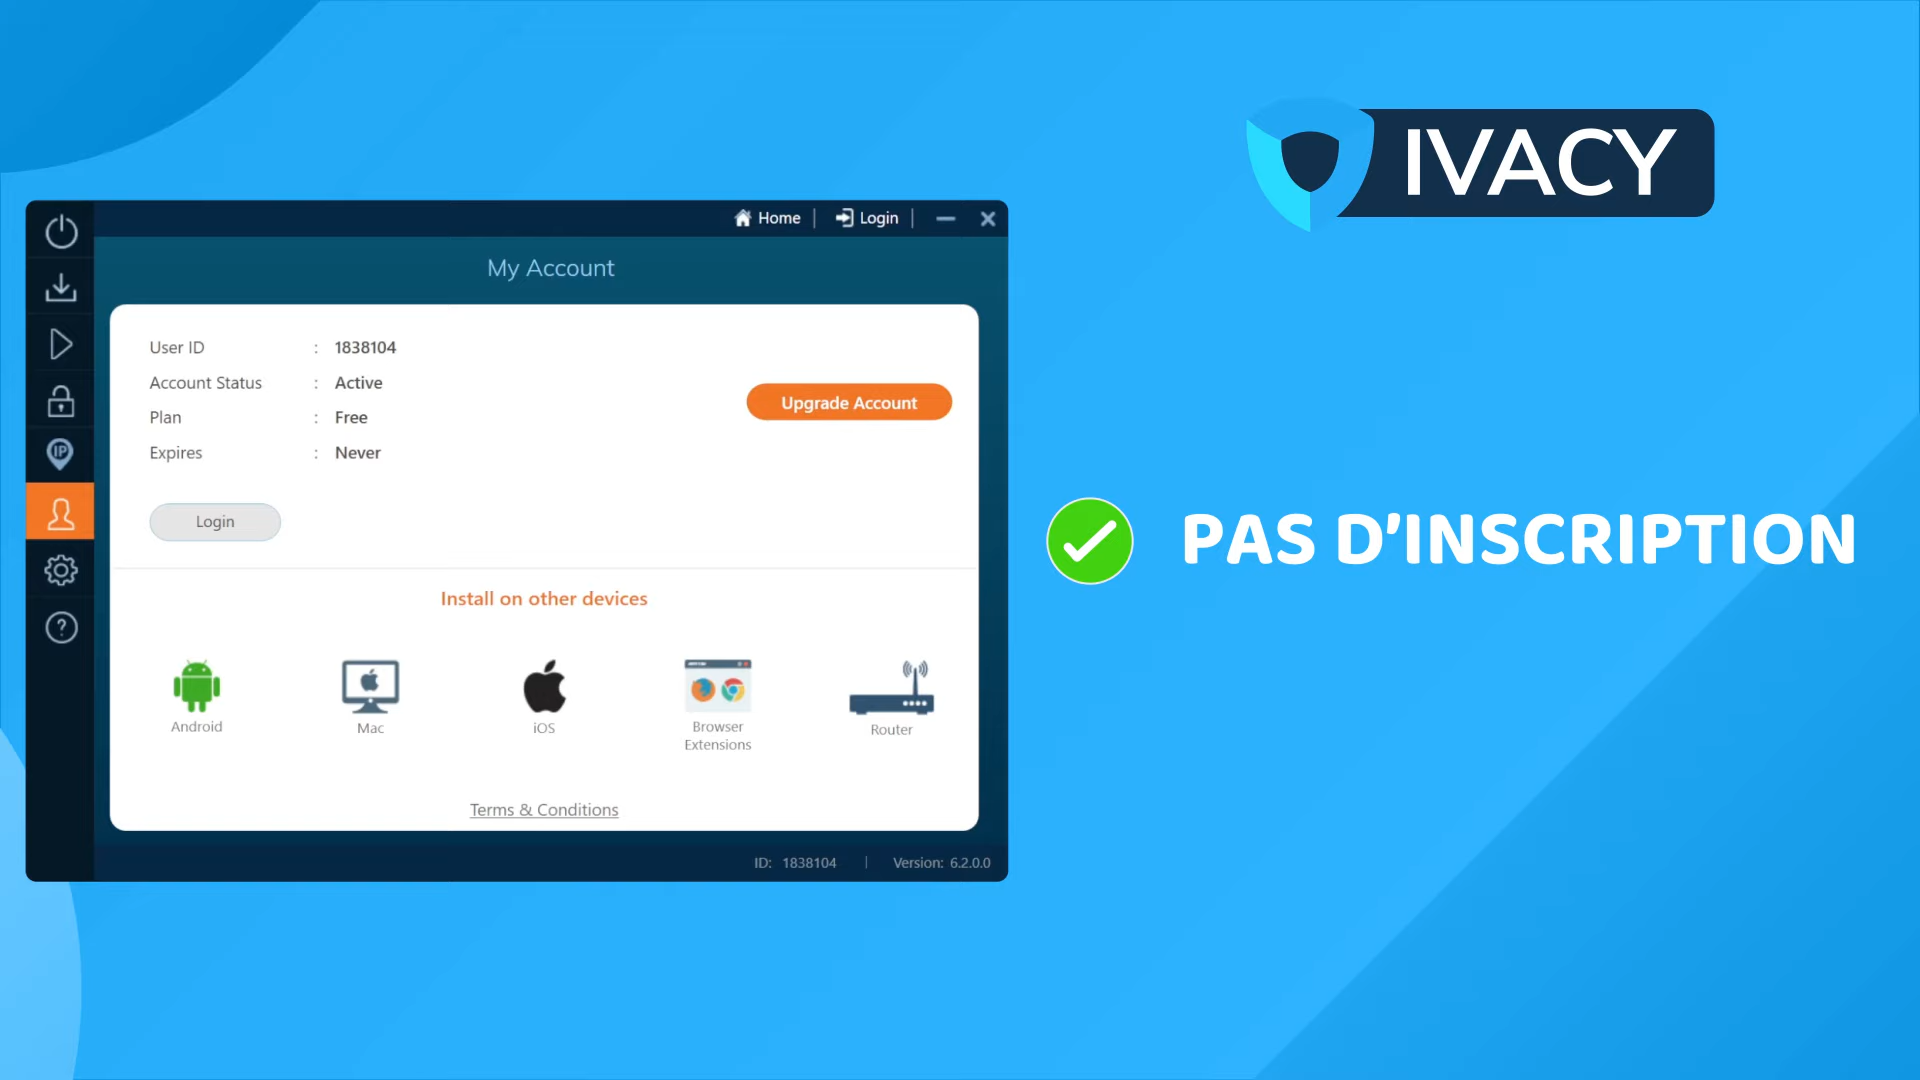 IVACY
Home | Login |
My Account
User ID : 1838104
Account Status : Active
Plan : Free
Expires : Never
Upgrade Account
Login
IP
Install on other devices
Android
Mac
iOS
Browser
Extensions
Router
Terms & Conditions
ID: 1838104 | Version: 6.2.0.0
PAS D'INSCRIPTION